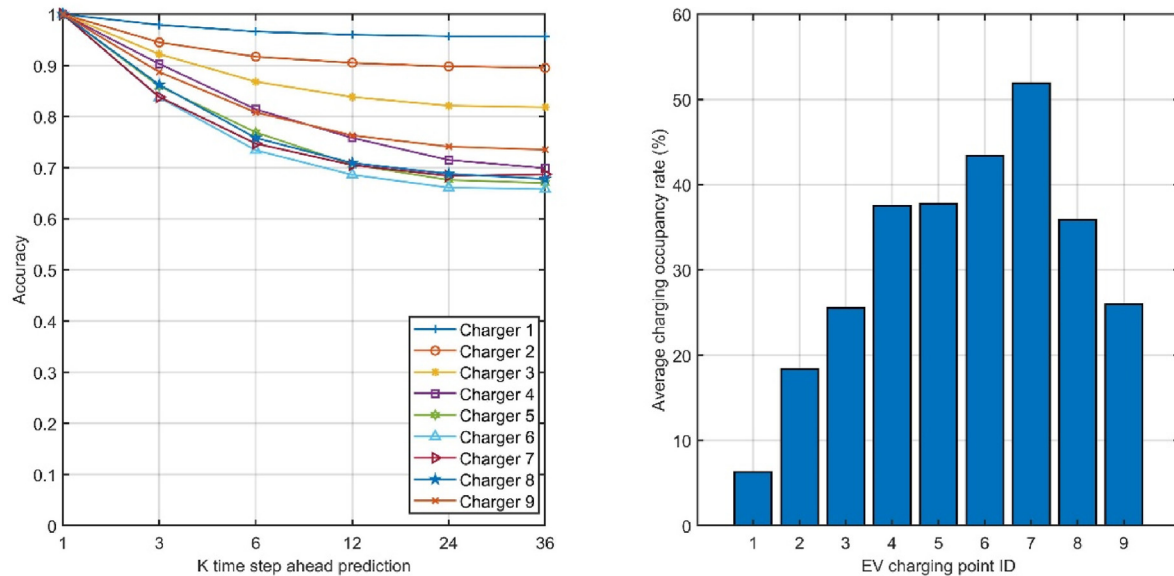 1
0.9
0.8
0.7
0.6
0.5
0.4
0.3
0.2
0.1
0
Accuracy
1 3 6 12 24 36
K time step ahead prediction
Charger 1
Charger 2
Charger 3
Charger 4
Charger 5
Charger 6
Charger 7
Charger 8
Charger 9
60
50
40
30
20
10
0
Average charging occupancy rate (%)
1 2 3 4 5 6 7 8 9
EV charging point ID